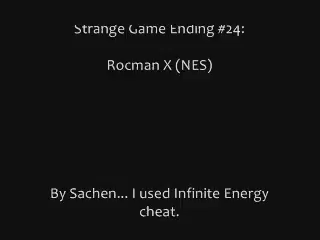 Strange Game Ending #24:
Rocman X (NES)
By Sachen... I used Infinite Energy
cheat.